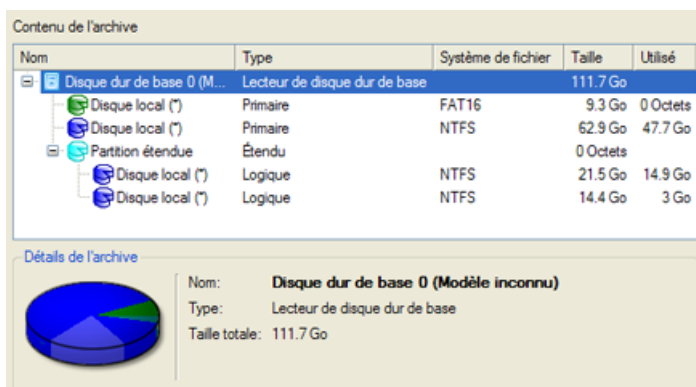 Contenu de l'archive
Nom Type Système de fichier Taille Utilisé
Disque dur de base 0 (M... Lecteur de disque dur de base 111.7 Go
Disque local (*) Primaire FAT16 9.3 Go 0 Octets
Disque local (*) Primaire NTFS 62.9 Go 47.7 Go
Partition étendue Étendu 0 Octets
Disque local (*) Logique NTFS 21.5 Go 14.9 Go
Disque local (*) Logique NTFS 14.4 Go 3 Go
Détails de l'archive
Nom: Disque dur de base 0 (Modèle inconnu)
Type: Lecteur de disque dur de base
Taille totale: 111.7 Go